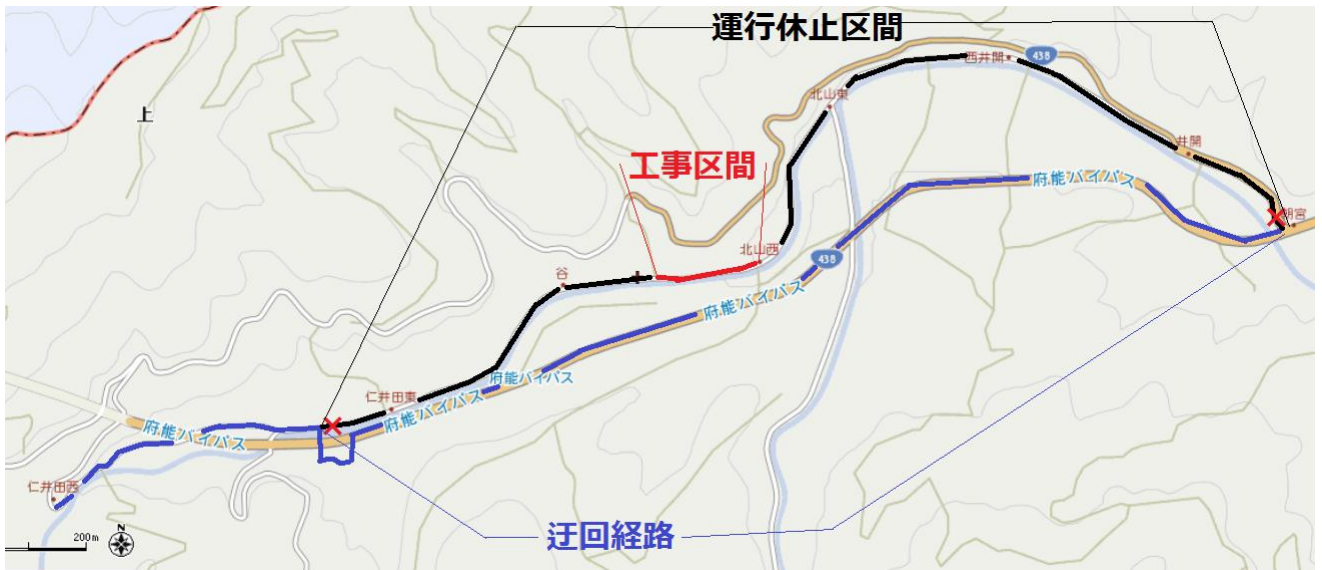 運行休止区間
西井開
438
北山東
上
井開
工事区間
府能バイパス
明宮
北山西
438
谷
府能バイパス
府能バイパス
仁井田東
府能バイパス
府能バイパス
仁井田西
迂回経路
200m
N